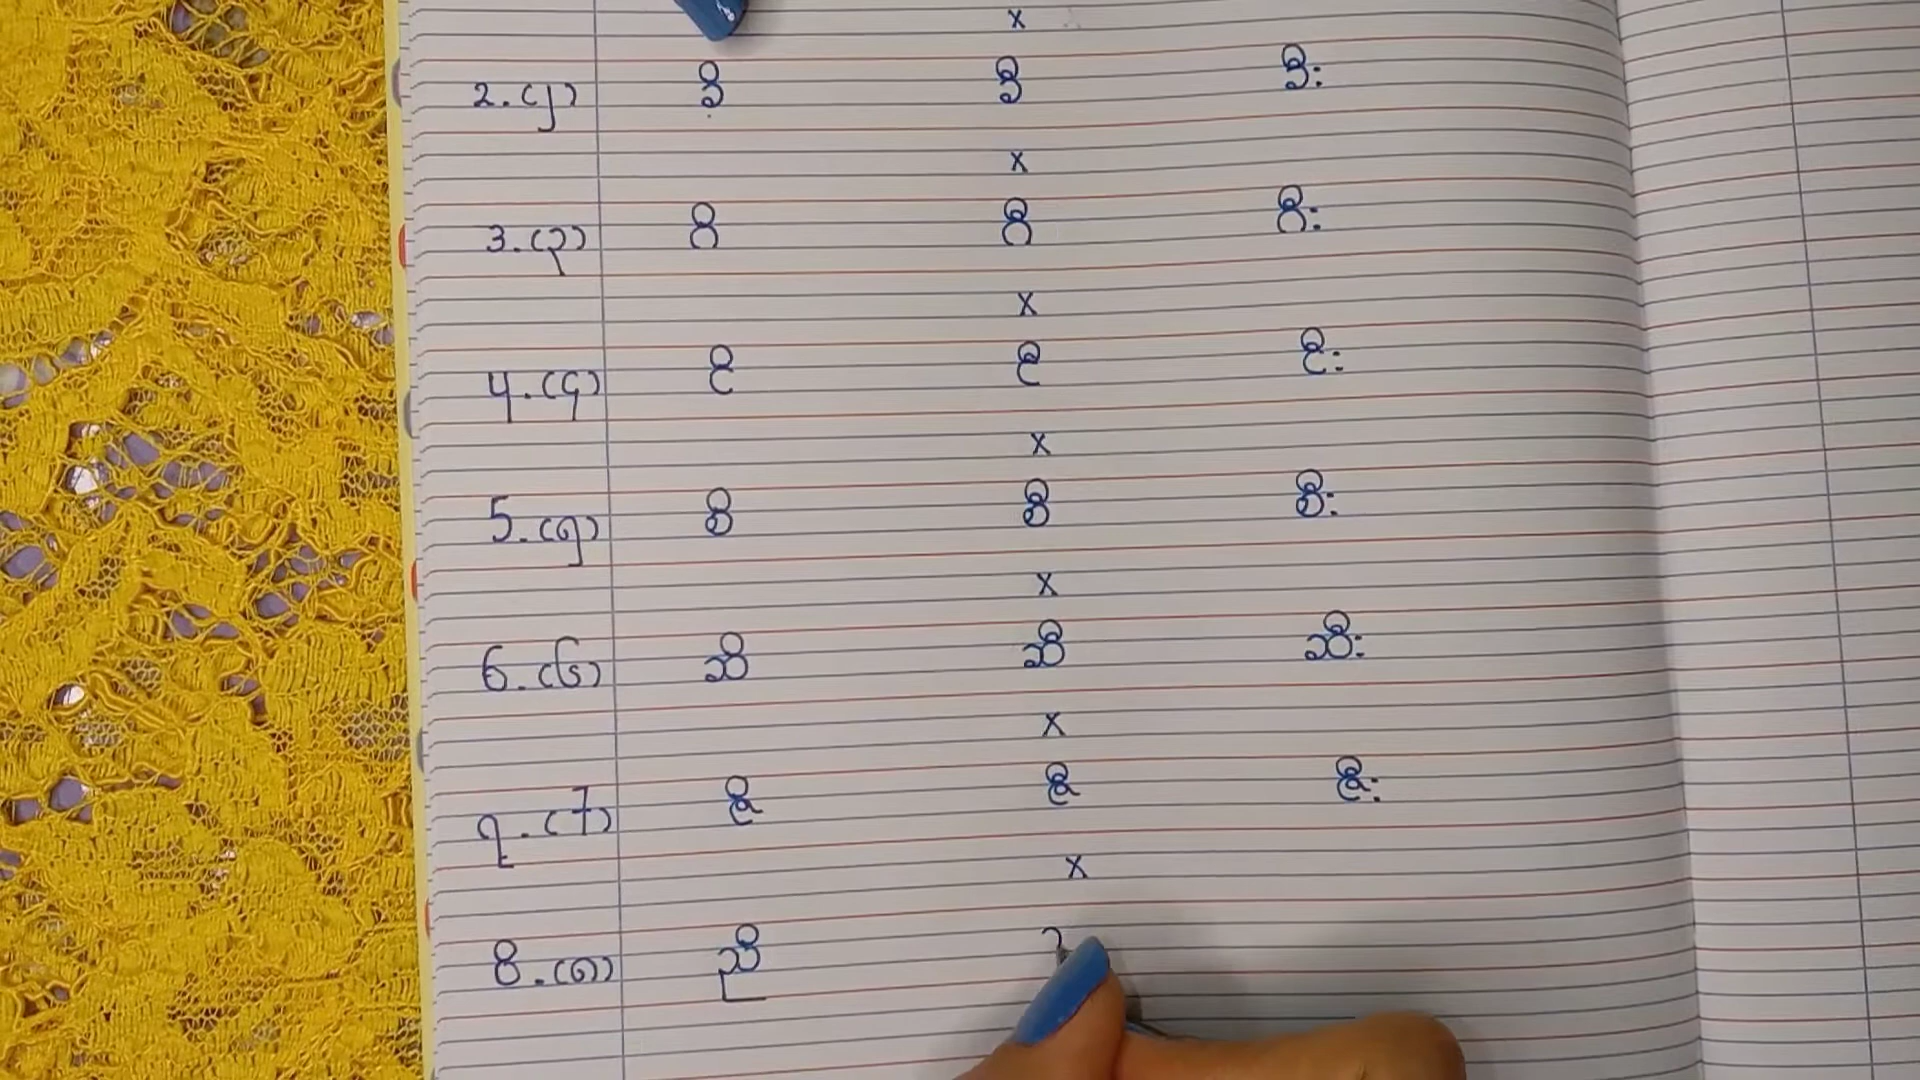 x
2. (၂) ခိ ခီ ခီး
x
3. (၃) ဂိ ဂီ ဂီး
x
4. (၄) ငိ ငီ ငီး
x
5. (၅) စိ စီ စီး
x
6. (၆) ဆိ ဆီ ဆီး
x
7. (၇) ဇိ ဇီ ဇီး
x
8. (၈) ညိ